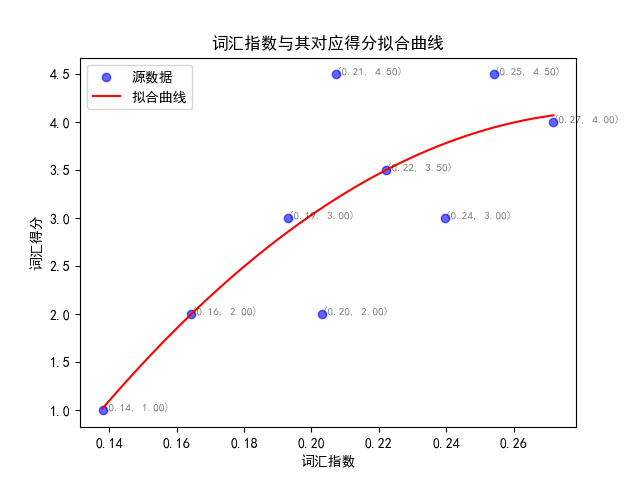 词汇指数与其对应得分拟合曲线
源数据
拟合曲线
词汇得分
4.5
4.0
3.5
3.0
2.5
2.0
1.5
1.0
(0.21, 4.50)
(0.25, 4.50)
(0.27, 4.00)
(0.22, 3.50)
(0.19, 3.00)
(0.24, 3.00)
(0.16, 2.00)
(0.20, 2.00)
(0.14, 1.00)
0.14 0.16 0.18 0.20 0.22 0.24 0.26
词汇指数